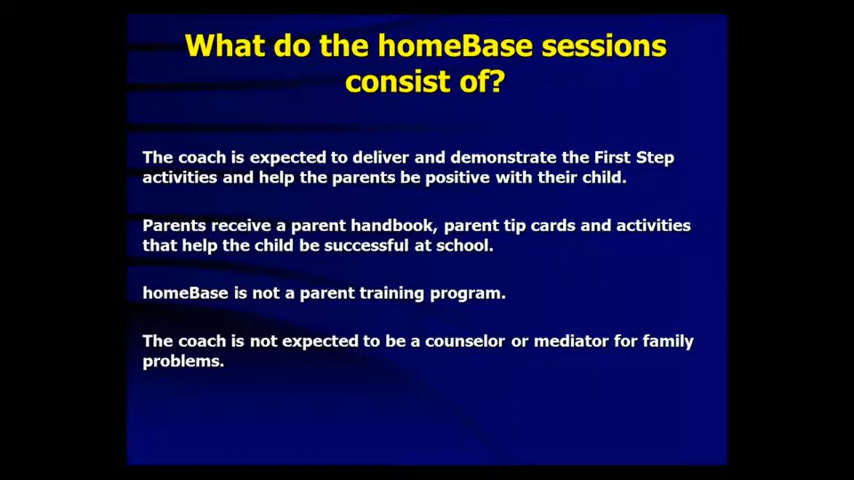 What do the homeBase sessions
consist of?
The coach is expected to deliver and demonstrate the First Step
activities and help the parents be positive with their child.
Parents receive a parent handbook, parent tip cards and activities
that help the child be successful at school.
homeBase is not a parent training program.
The coach is not expected to be a counselor or mediator for family
problems.